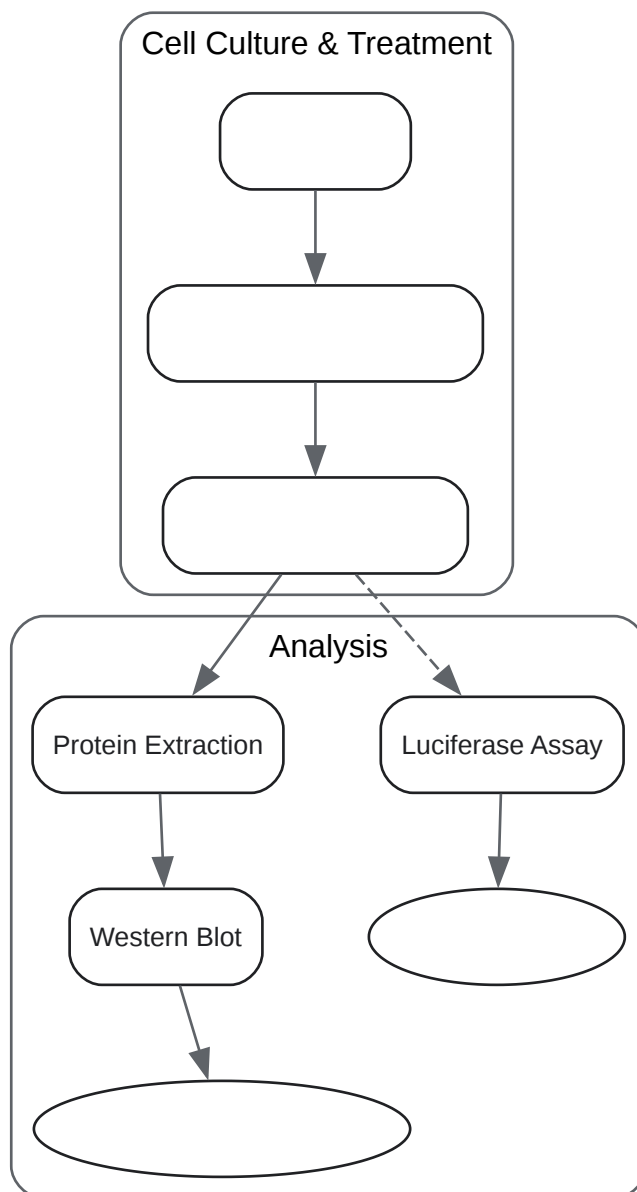 Cell Culture & Treatment
Analysis
Protein Extraction
Luciferase Assay
Western Blot